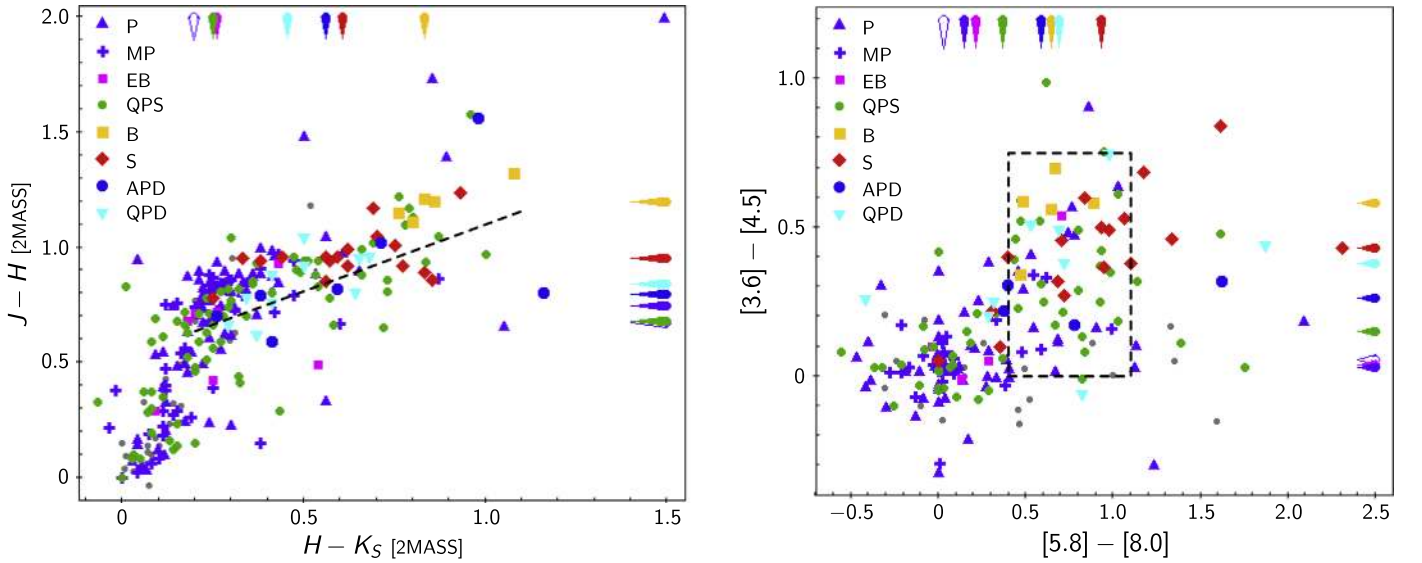 2.0
1.5
1.0
0.5
0
J − H [2MASS]
P
MP
EB
QPS
B
S
APD
QPD
0
0.5
1.0
1.5
H − K_S [2MASS]
1.0
0.5
0
[3.6] − [4.5]
P
MP
EB
QPS
B
S
APD
QPD
−0.5
0
0.5
1.0
1.5
2.0
2.5
[5.8] − [8.0]